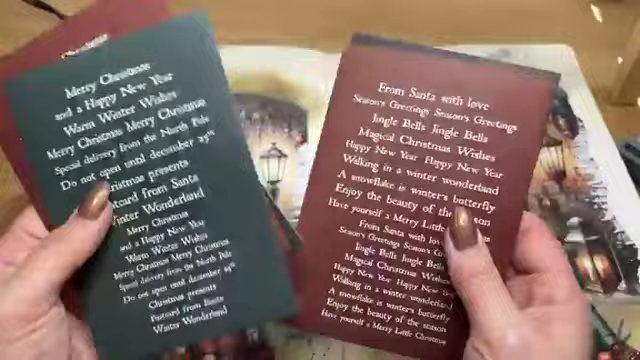 Merry Christmas
and a Happy New Year
Warm Winter Wishes
Merry Christmas Merry Christmas
Special delivery from the North Pole
Do not open until december 25th
Christmas presents
Postcard from Santa
Winter Wonderland
Merry Christmas
and a Happy New Year
Warm Winter Wishes
Merry Christmas Merry Christmas
Special delivery from the North Pole
Do not open until december 25th
Christmas presents
Postcard from Santa
Winter Wonderland
From Santa with love
Season's Greetings Season's Greetings
Jingle Bells Jingle Bells
Magical Christmas Wishes
Happy New Year Happy New Year
Walking in a winter wonderland
A snowflake is winter's butterfly
Enjoy the beauty of the son
Have yourself a Merry Little
From Santa with love
Season's Greetings Season's
Jingle Bells Jingle Bells
Magical Christmas Wishes
Happy New Year Happy New
Walking in a winter wonderland
A snowflake is winter's butterfly
Enjoy the beauty of the season
Have yourself a Merry Little Christmas